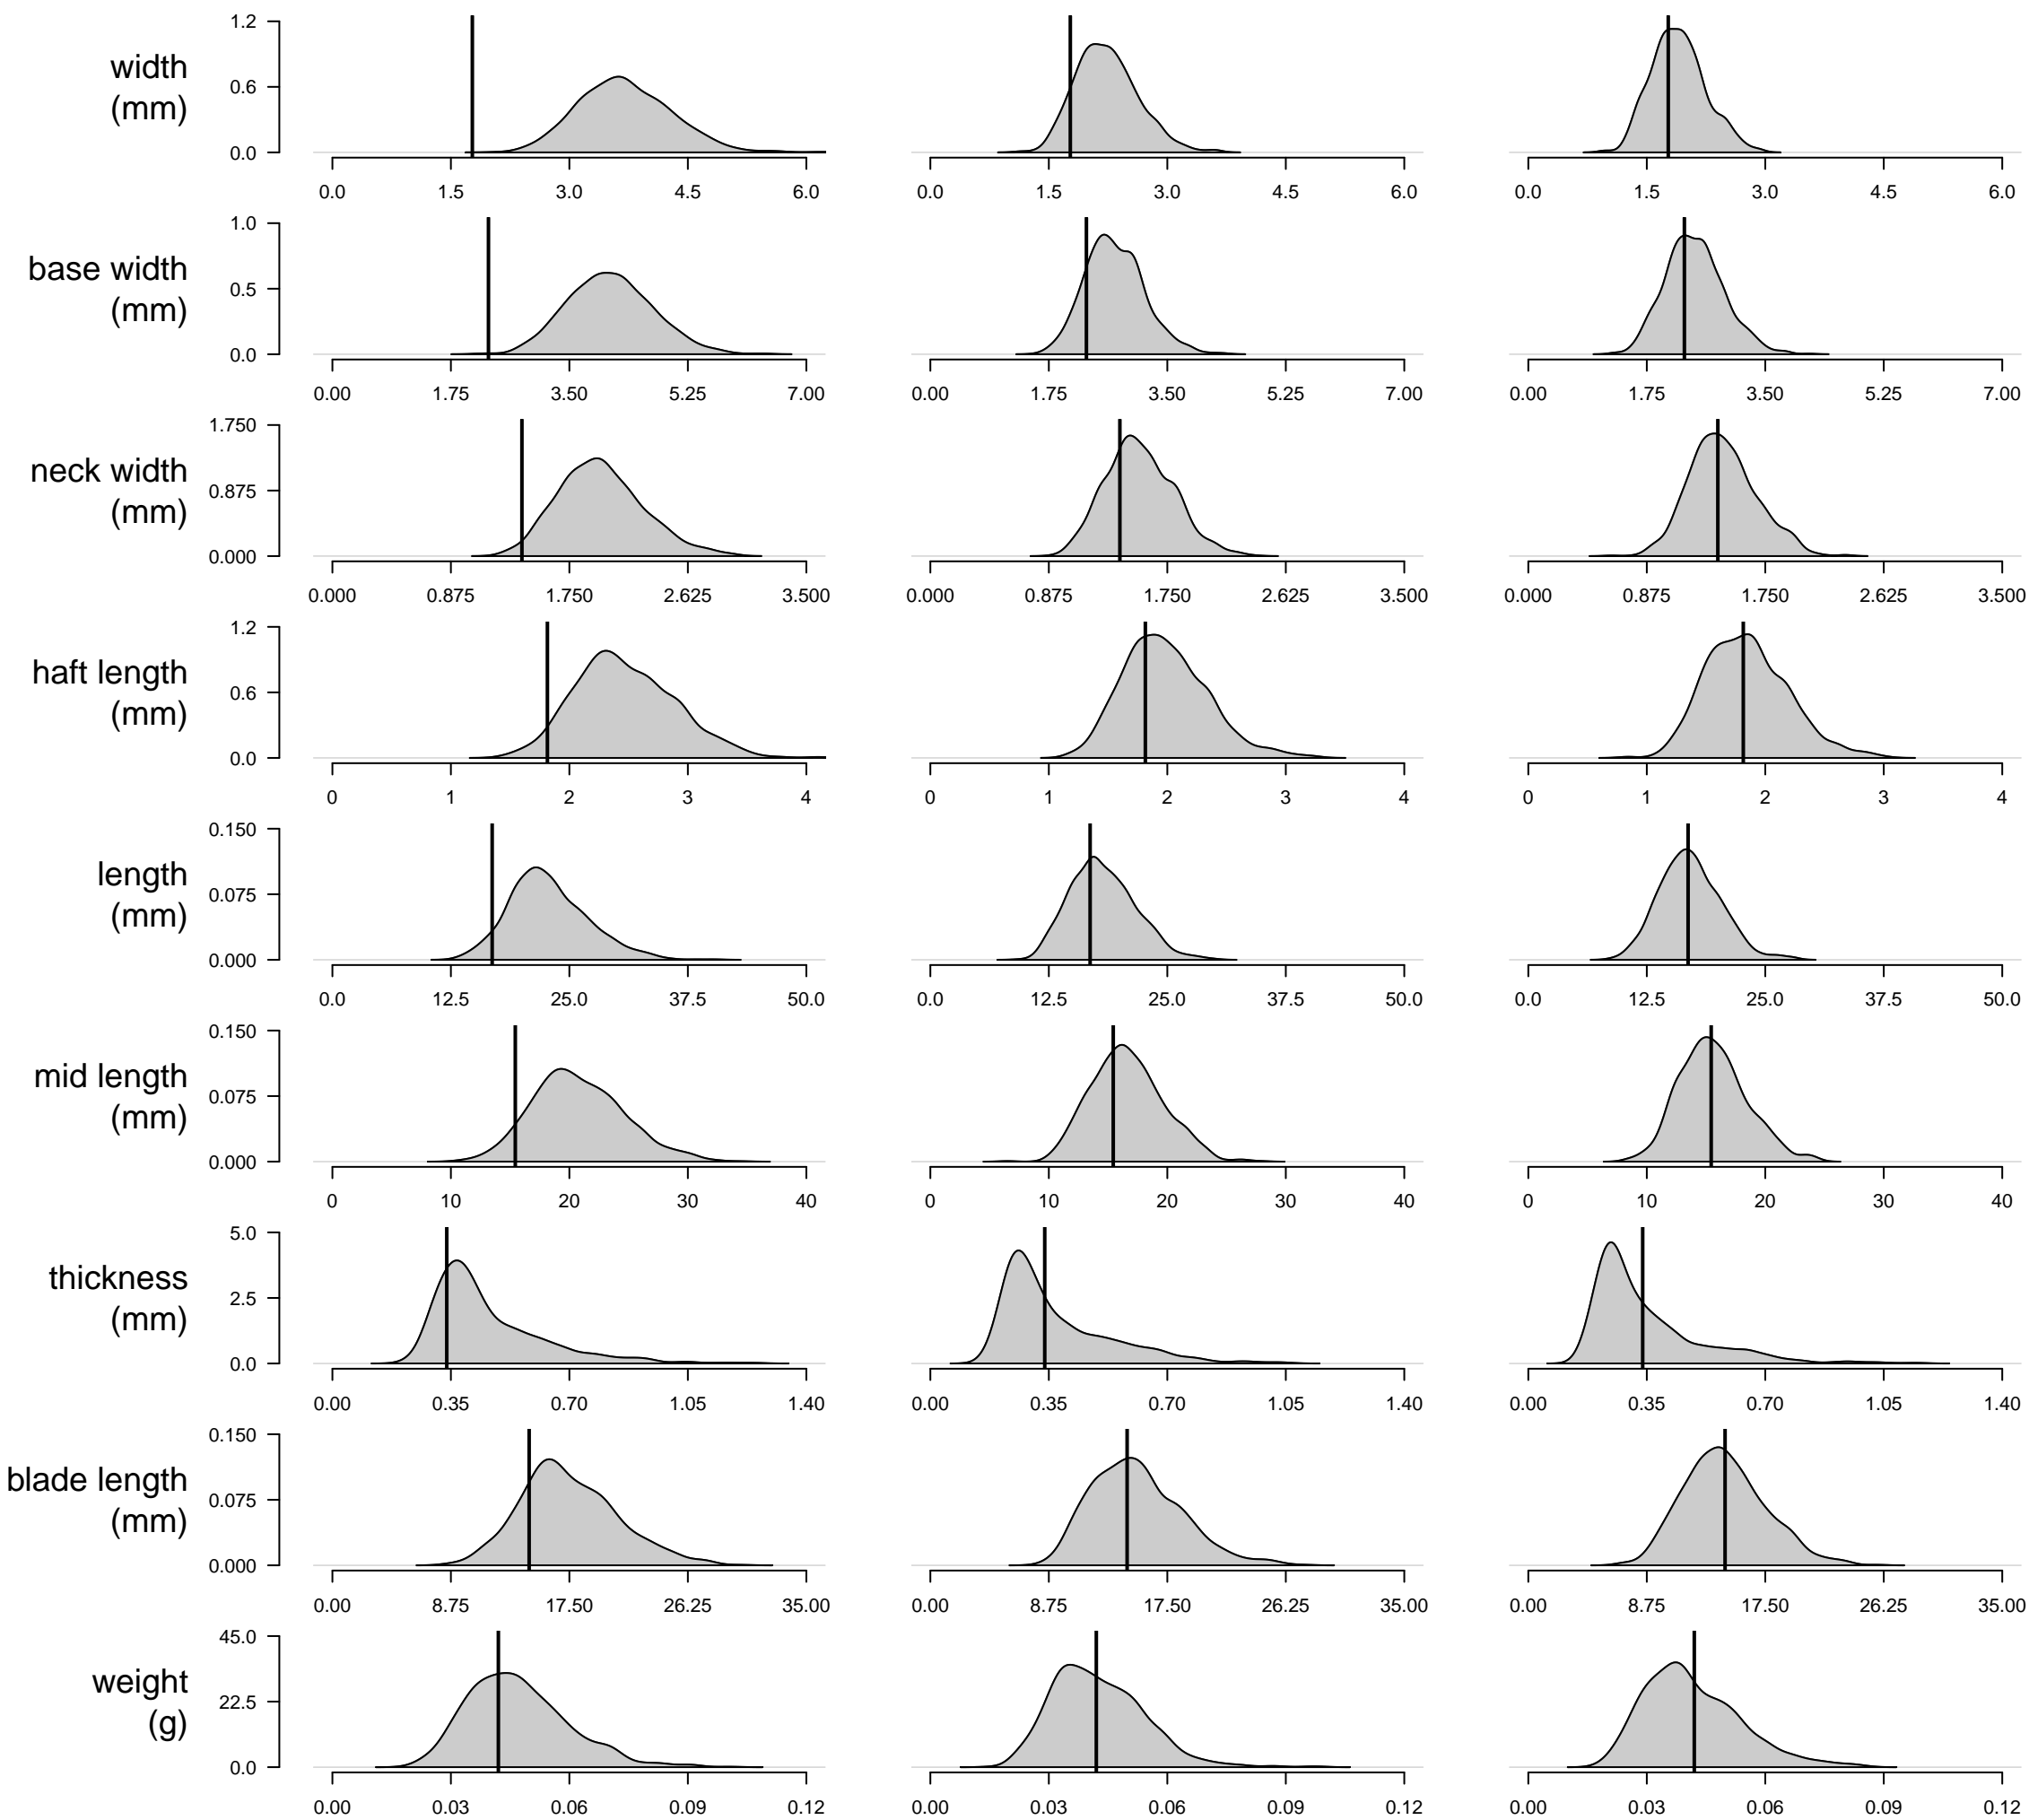 width
(mm)
1.2
0.6
0.0
0.0 1.5 3.0 4.5 6.0 0.0 1.5 3.0 4.5 6.0 0.0 1.5 3.0 4.5 6.0
base width
(mm)
1.0
0.5
0.0
0.00 1.75 3.50 5.25 7.00 0.00 1.75 3.50 5.25 7.00 0.00 1.75 3.50 5.25 7.00
neck width
(mm)
1.750
0.875
0.000
0.000 0.875 1.750 2.625 3.500 0.000 0.875 1.750 2.625 3.500 0.000 0.875 1.750 2.625 3.500
haft length
(mm)
1.2
0.6
0.0
0 1 2 3 4 0 1 2 3 4 0 1 2 3 4
length
(mm)
0.150
0.075
0.000
0.0 12.5 25.0 37.5 50.0 0.0 12.5 25.0 37.5 50.0 0.0 12.5 25.0 37.5 50.0
mid length
(mm)
0.150
0.075
0.000
0 10 20 30 40 0 10 20 30 40 0 10 20 30 40
thickness
(mm)
5.0
2.5
0.0
0.00 0.35 0.70 1.05 1.40 0.00 0.35 0.70 1.05 1.40 0.00 0.35 0.70 1.05 1.40
blade length
(mm)
0.150
0.075
0.000
0.00 8.75 17.50 26.25 35.00 0.00 8.75 17.50 26.25 35.00 0.00 8.75 17.50 26.25 35.00
weight
(g)
45.0
22.5
0.0
0.00 0.03 0.06 0.09 0.12 0.00 0.03 0.06 0.09 0.12 0.00 0.03 0.06 0.09 0.12